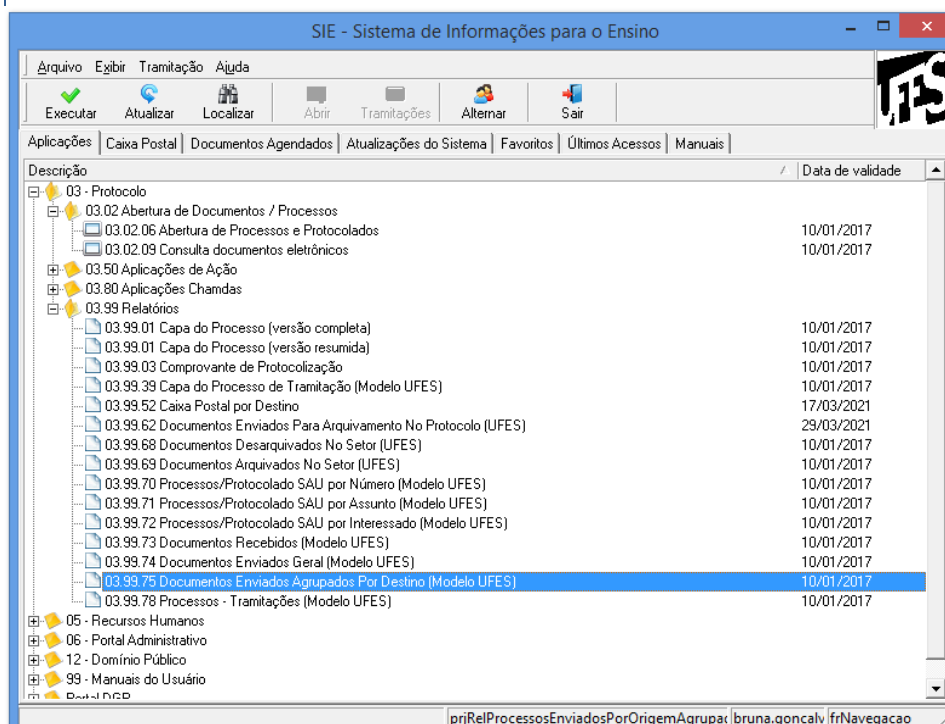 SIE - Sistema de Informações para o Ensino
Arquivo Exibir Tramitação Ajuda
Executar Atualizar Localizar Abrir Tramitações Alternar Sair
UFES
Aplicações Caixa Postal Documentos Agendados Atualizações do Sistema Favoritos Últimos Acessos Manuais
Descrição Data de validade
03 - Protocolo
03.02 Abertura de Documentos / Processos
03.02.06 Abertura de Processos e Protocolados 10/01/2017
03.02.09 Consulta documentos eletrônicos 10/01/2017
03.50 Aplicações de Ação
03.80 Aplicações Chamdas
03.99 Relatórios
03.99.01 Capa do Processo (versão completa) 10/01/2017
03.99.01 Capa do Processo (versão resumida) 10/01/2017
03.99.03 Comprovante de Protocolização 10/01/2017
03.99.39 Capa do Processo de Tramitação (Modelo UFES) 10/01/2017
03.99.52 Caixa Postal por Destino 17/03/2021
03.99.62 Documentos Enviados Para Arquivamento No Protocolo (UFES) 29/03/2021
03.99.68 Documentos Desarquivados No Setor (UFES) 10/01/2017
03.99.69 Documentos Arquivados No Setor (UFES) 10/01/2017
03.99.70 Processos/Protocolado SAU por Número (Modelo UFES) 10/01/2017
03.99.71 Processos/Protocolado SAU por Assunto (Modelo UFES) 10/01/2017
03.99.72 Processos/Protocolado SAU por Interessado (Modelo UFES) 10/01/2017
03.99.73 Documentos Recebidos (Modelo UFES) 10/01/2017
03.99.74 Documentos Enviados Geral (Modelo UFES) 10/01/2017
03.99.75 Documentos Enviados Agrupados Por Destino (Modelo UFES) 10/01/2017
03.99.78 Processos - Tramitações (Modelo UFES) 10/01/2017
05 - Recursos Humanos
06 - Portal Administrativo
12 - Domínio Público
99 - Manuais do Usuário
Portal DGP
prjRelProcessosEnviadosPorOrigemAgrupac bruna.goncalv frNavegacao